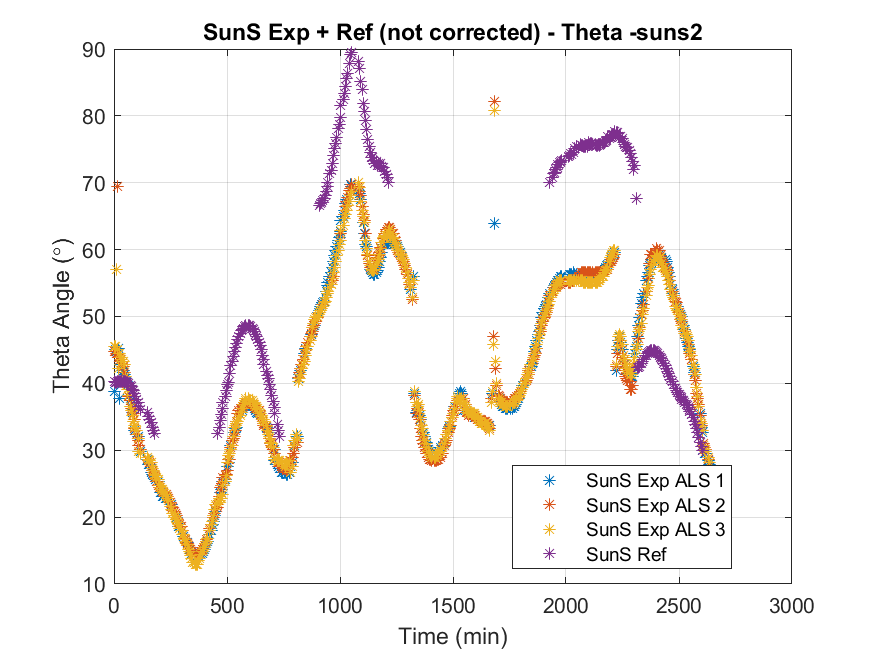 SunS Exp + Ref (not corrected) - Theta -suns2
90
80
70
60
50
40
30
20
10
Theta Angle (°)
0
500
1000
1500
2000
2500
3000
Time (min)
SunS Exp ALS 1
SunS Exp ALS 2
SunS Exp ALS 3
SunS Ref